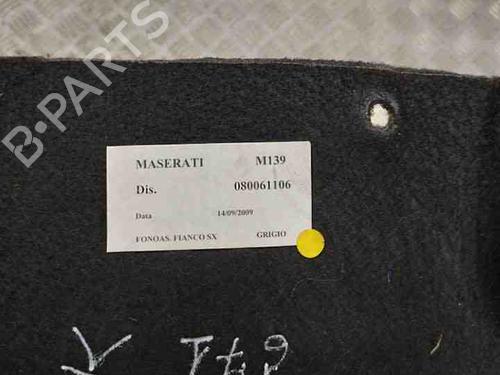 B-PARTS
MASERATI M139
Dis. 080061106
Data 14/09/2009
FONOAS. FIANCO SX GRIGIO